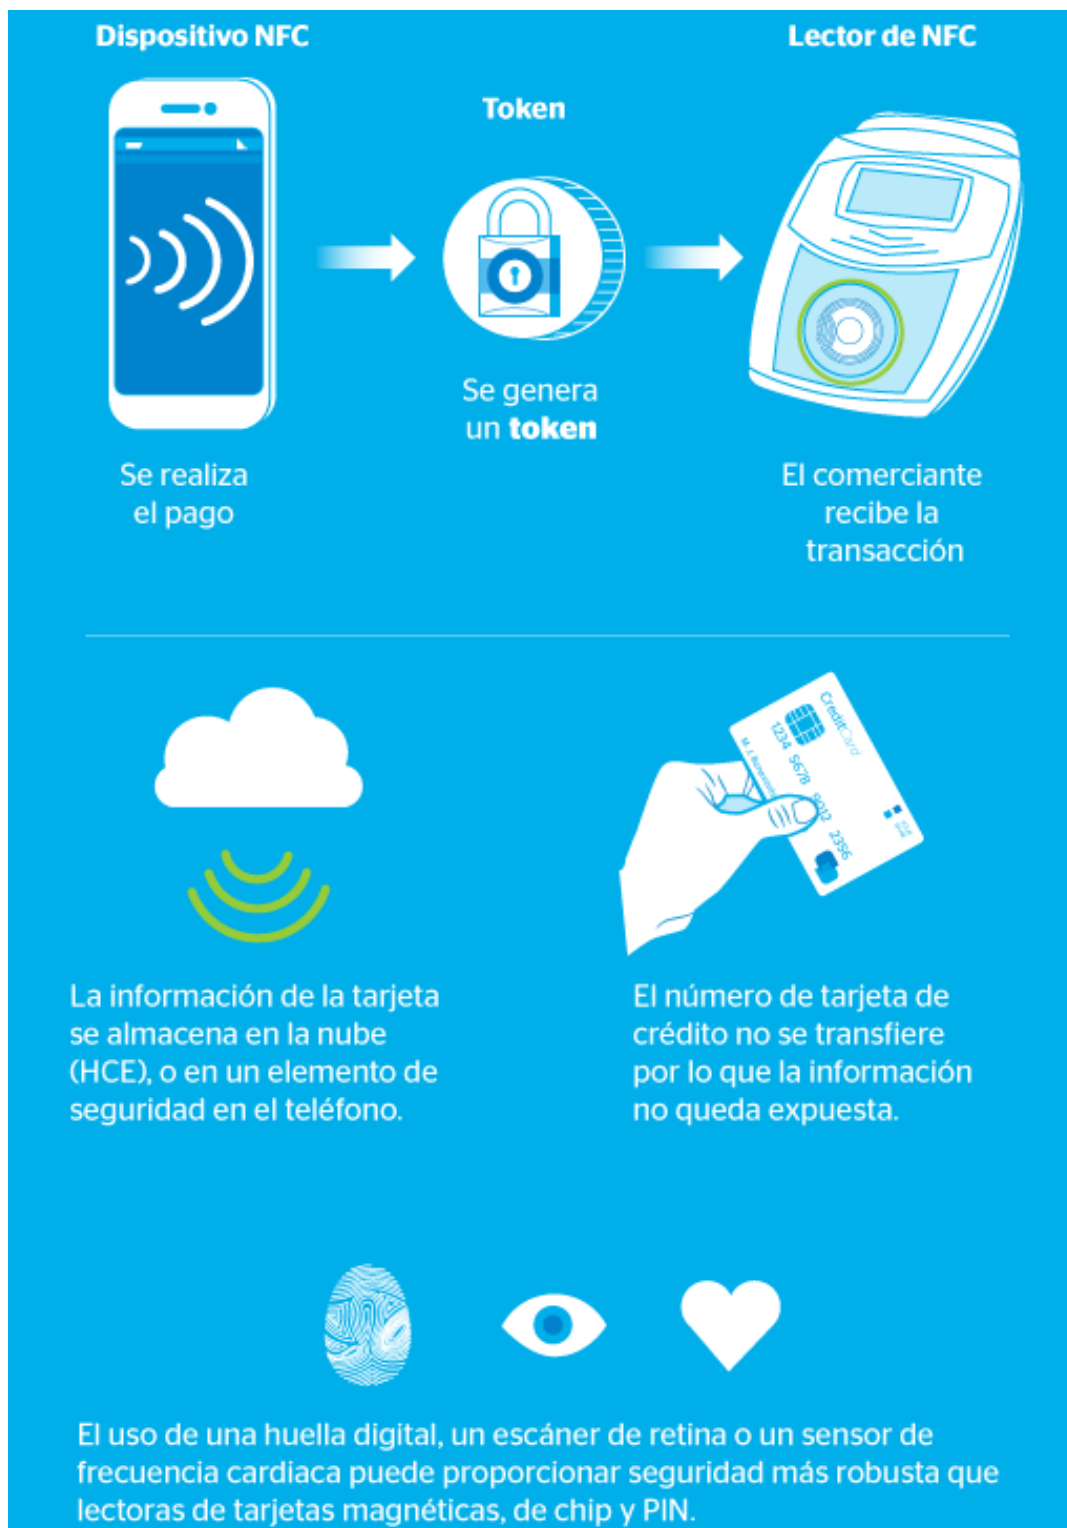 Dispositivo NFC
Lector de NFC
Token
Se genera
un token
Se realiza
el pago
El comerciante
recibe la
transacción
CreditCard
1234 5678 9012 2356
La información de la tarjeta
se almacena en la nube
(HCE), o en un elemento de
seguridad en el teléfono.
El número de tarjeta de
crédito no se transfiere
por lo que la información
no queda expuesta.
El uso de una huella digital, un escáner de retina o un sensor de
frecuencia cardiaca puede proporcionar seguridad más robusta que
lectoras de tarjetas magnéticas, de chip y PIN.